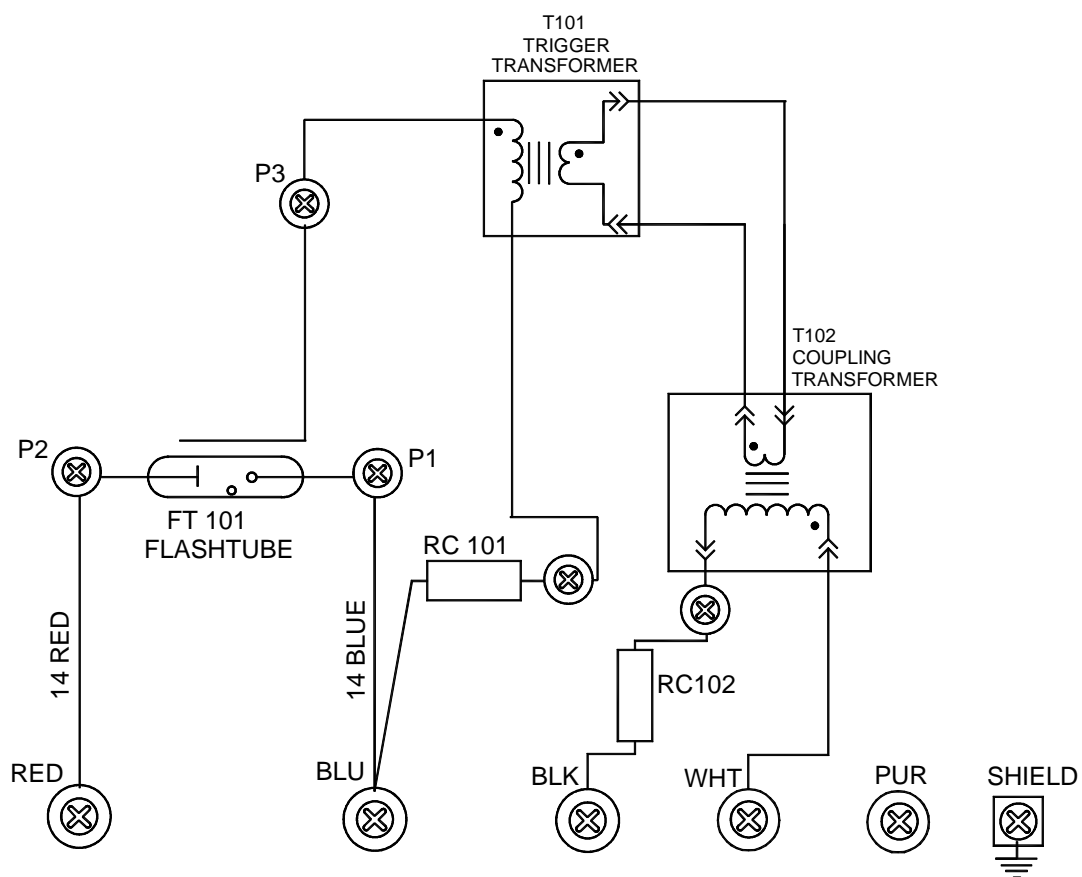 T101
TRIGGER
TRANSFORMER
P3
T102
COUPLING
TRANSFORMER
P2
P1
FT 101
FLASHTUBE
RC 101
14 RED
14 BLUE
RC102
RED
BLU
BLK
WHT
PUR
SHIELD